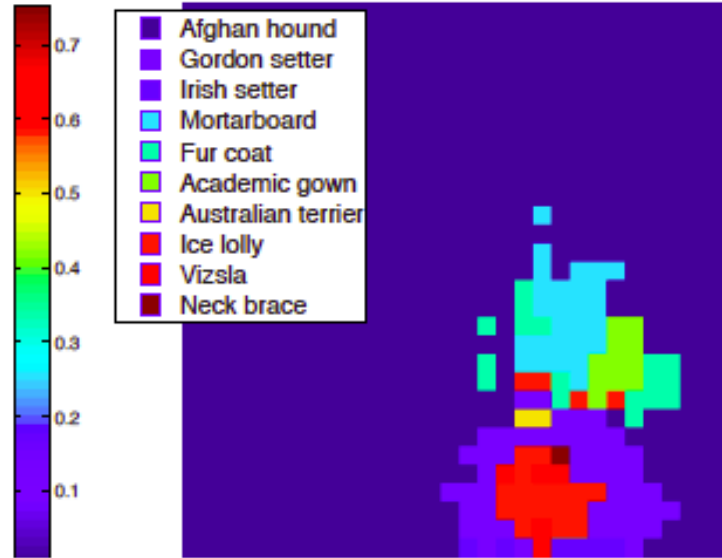 0.7
0.6
0.5
0.4
0.3
0.2
0.1
Afghan hound
Gordon setter
Irish setter
Mortarboard
Fur coat
Academic gown
Australian terrier
Ice lolly
Vizsla
Neck brace